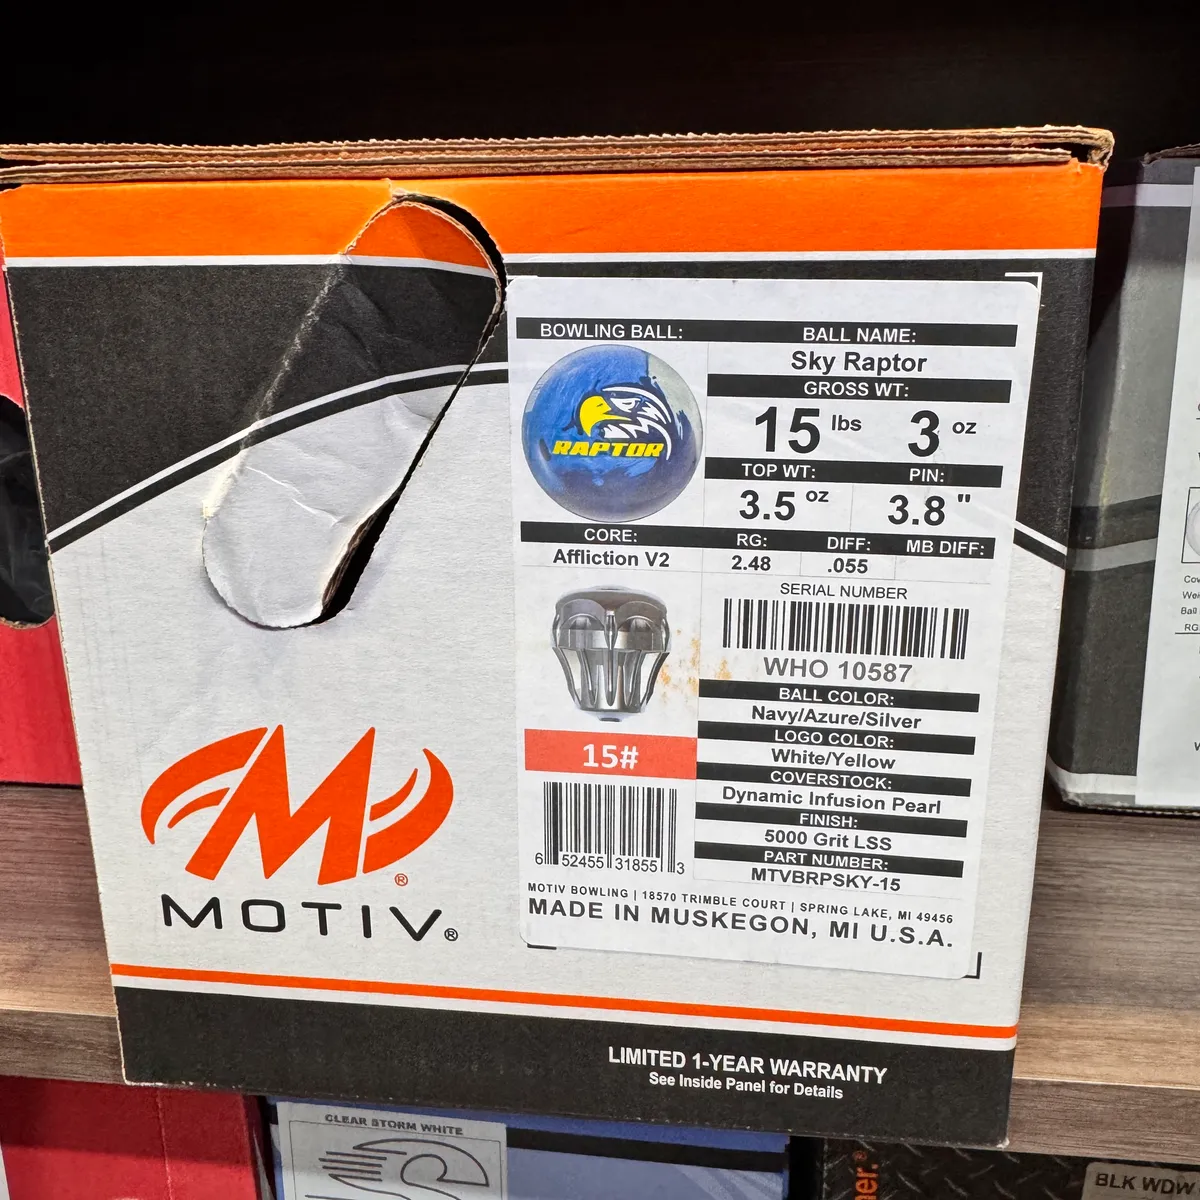 BOWLING BALL:
BALL NAME:
Sky Raptor
GROSS WT:
15 lbs 3 oz
RAPTOR
TOP WT:
PIN:
3.5 oz
3.8 "
CORE:
RG:
DIFF:
MB DIFF:
Affliction V2
2.48
.055
SERIAL NUMBER
WHO 10587
BALL COLOR:
Navy/Azure/Silver
LOGO COLOR:
White/Yellow
15#
COVERSTOCK:
Dynamic Infusion Pearl
FINISH:
5000 Grit LSS
PART NUMBER:
MTVBRPSKY-15
6 52455 31855 3
MOTIV BOWLING | 18570 TRIMBLE COURT | SPRING LAKE, MI 49456
MADE IN MUSKEGON, MI U.S.A.
M®
MOTIV®
LIMITED 1-YEAR WARRANTY
See Inside Panel for Details
CLEAR STORM WHITE
BLK WDW